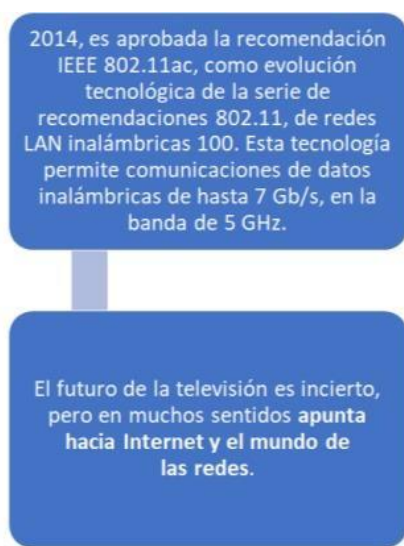 2014, es aprobada la recomendación
IEEE 802.11ac, como evolución
tecnológica de la serie de
recomendaciones 802.11, de redes
LAN inalámbricas 100. Esta tecnología
permite comunicaciones de datos
inalámbricas de hasta 7 Gb/s, en la
banda de 5 GHz.
El futuro de la televisión es incierto,
pero en muchos sentidos apunta
hacia Internet y el mundo de
las redes.